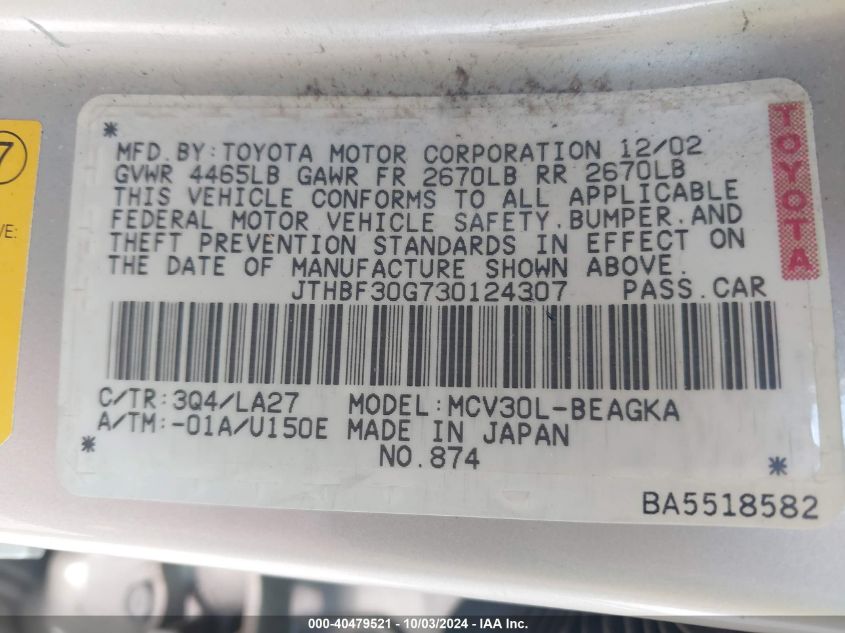 7
VE:
*
MFD.BY:TOYOTA MOTOR CORPORATION 12/02
GVWR 4465LB GAWR FR 2670LB RR 2670LB
THIS VEHICLE CONFORMS TO ALL APPLICABLE
FEDERAL MOTOR VEHICLE SAFETY,BUMPER,AND
THEFT PREVENTION STANDARDS IN EFFECT ON
THE DATE OF MANUFACTURE SHOWN ABOVE.
JTHBF30G730124307 PASS.CAR
TOYOTA
C/TR:3Q4/LA27 MODEL:MCV30L-BEAGKA
A/TM:-01A/U150E MADE IN JAPAN
* NO.874 *
BA5518582
000-40479521 - 10/03/2024 - IAA Inc.